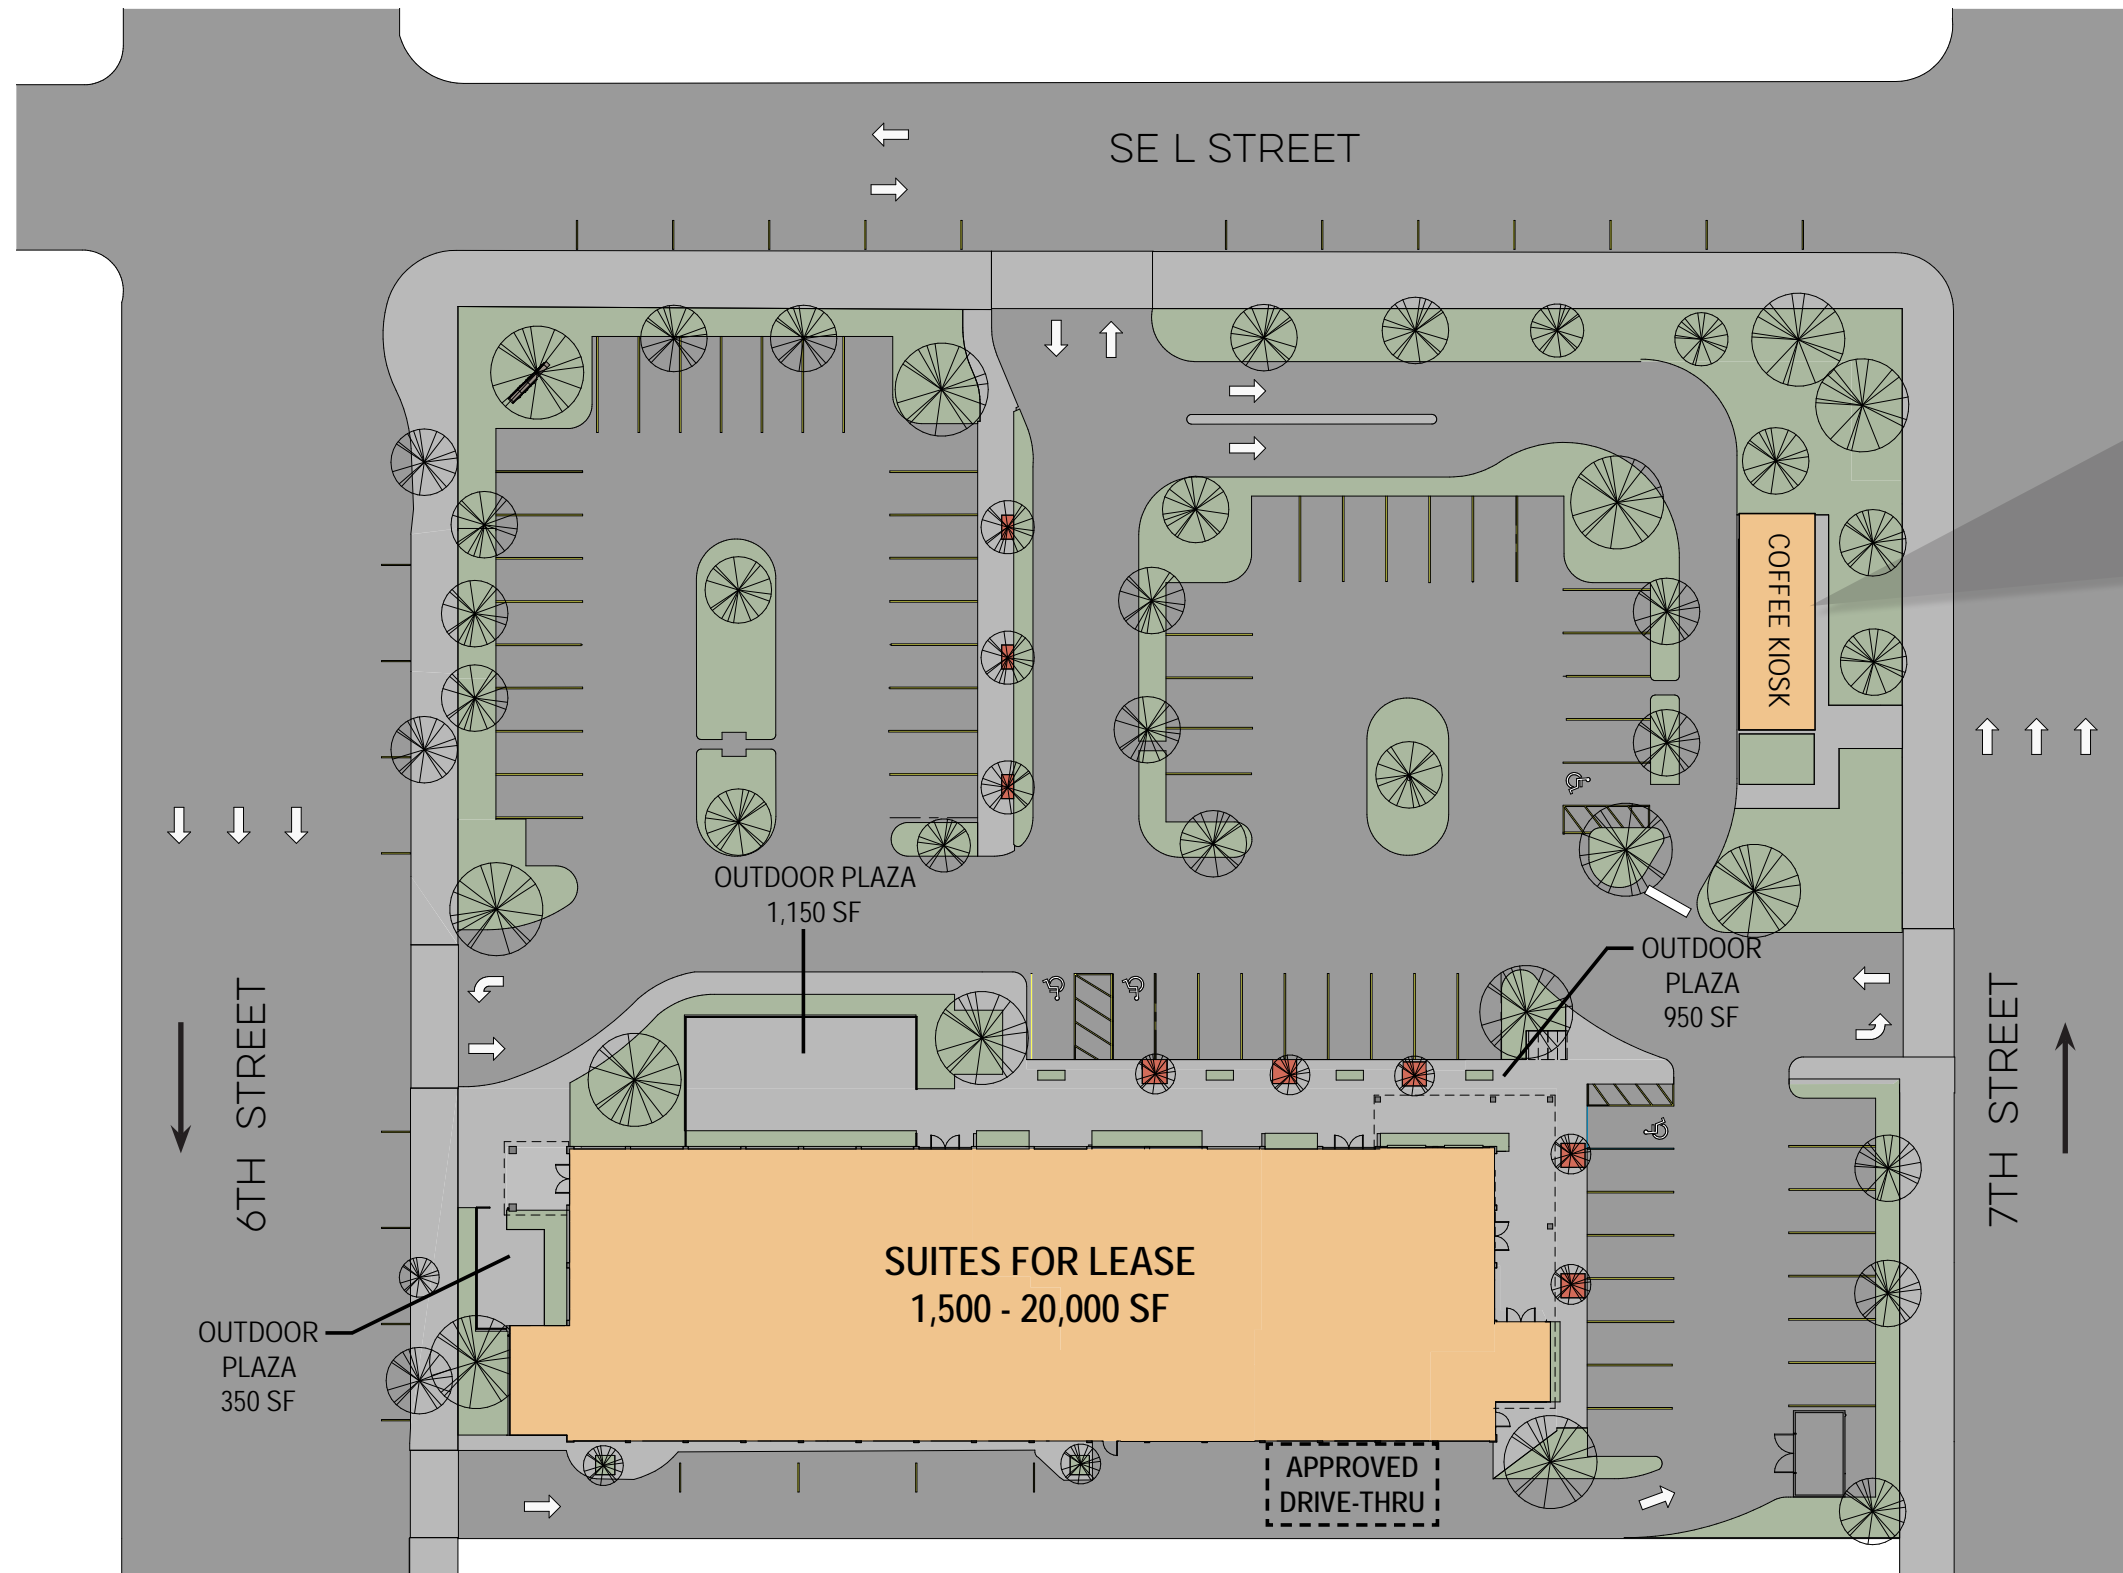 SE L STREET
COFFEE KIOSK
OUTDOOR PLAZA
1,150 SF
OUTDOOR
PLAZA
950 SF
6TH STREET
7TH STREET
SUITES FOR LEASE
1,500 - 20,000 SF
OUTDOOR
PLAZA
350 SF
APPROVED
DRIVE-THRU